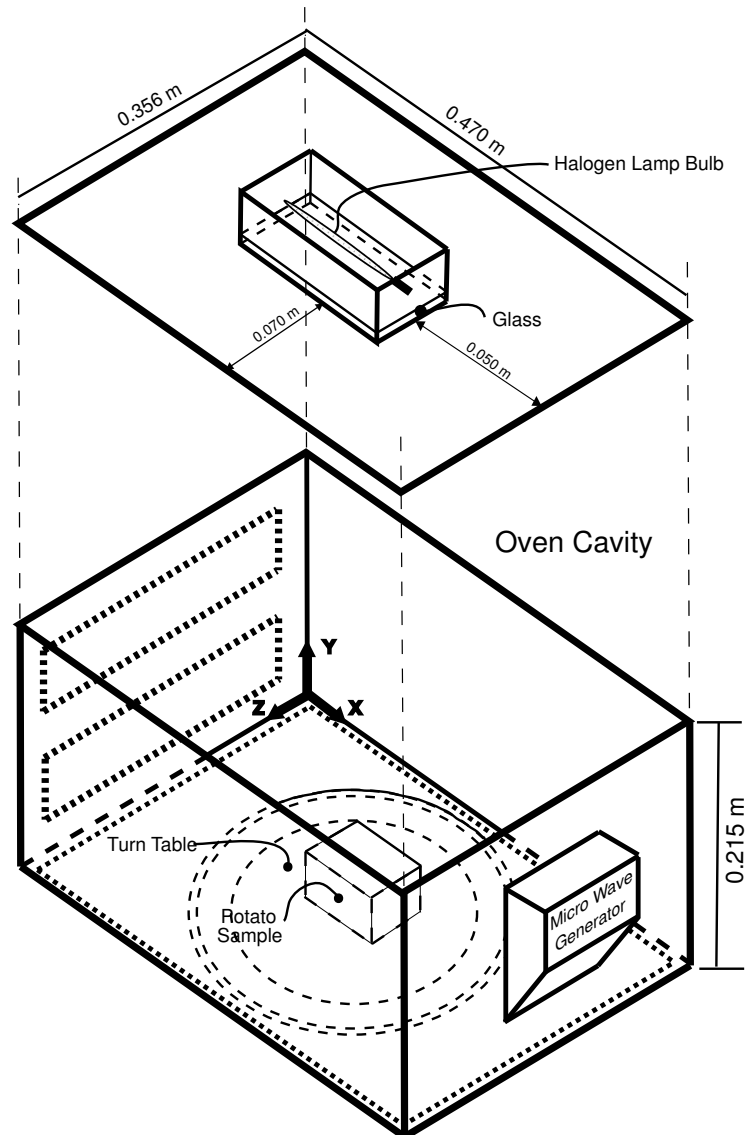 0.356 m
0.470 m
Halogen Lamp Bulb
Glass
0.070 m
0.050 m
Oven Cavity
Y
Z
X
Turn Table
Rotato
Sample
Micro Wave
Generator
0.215 m